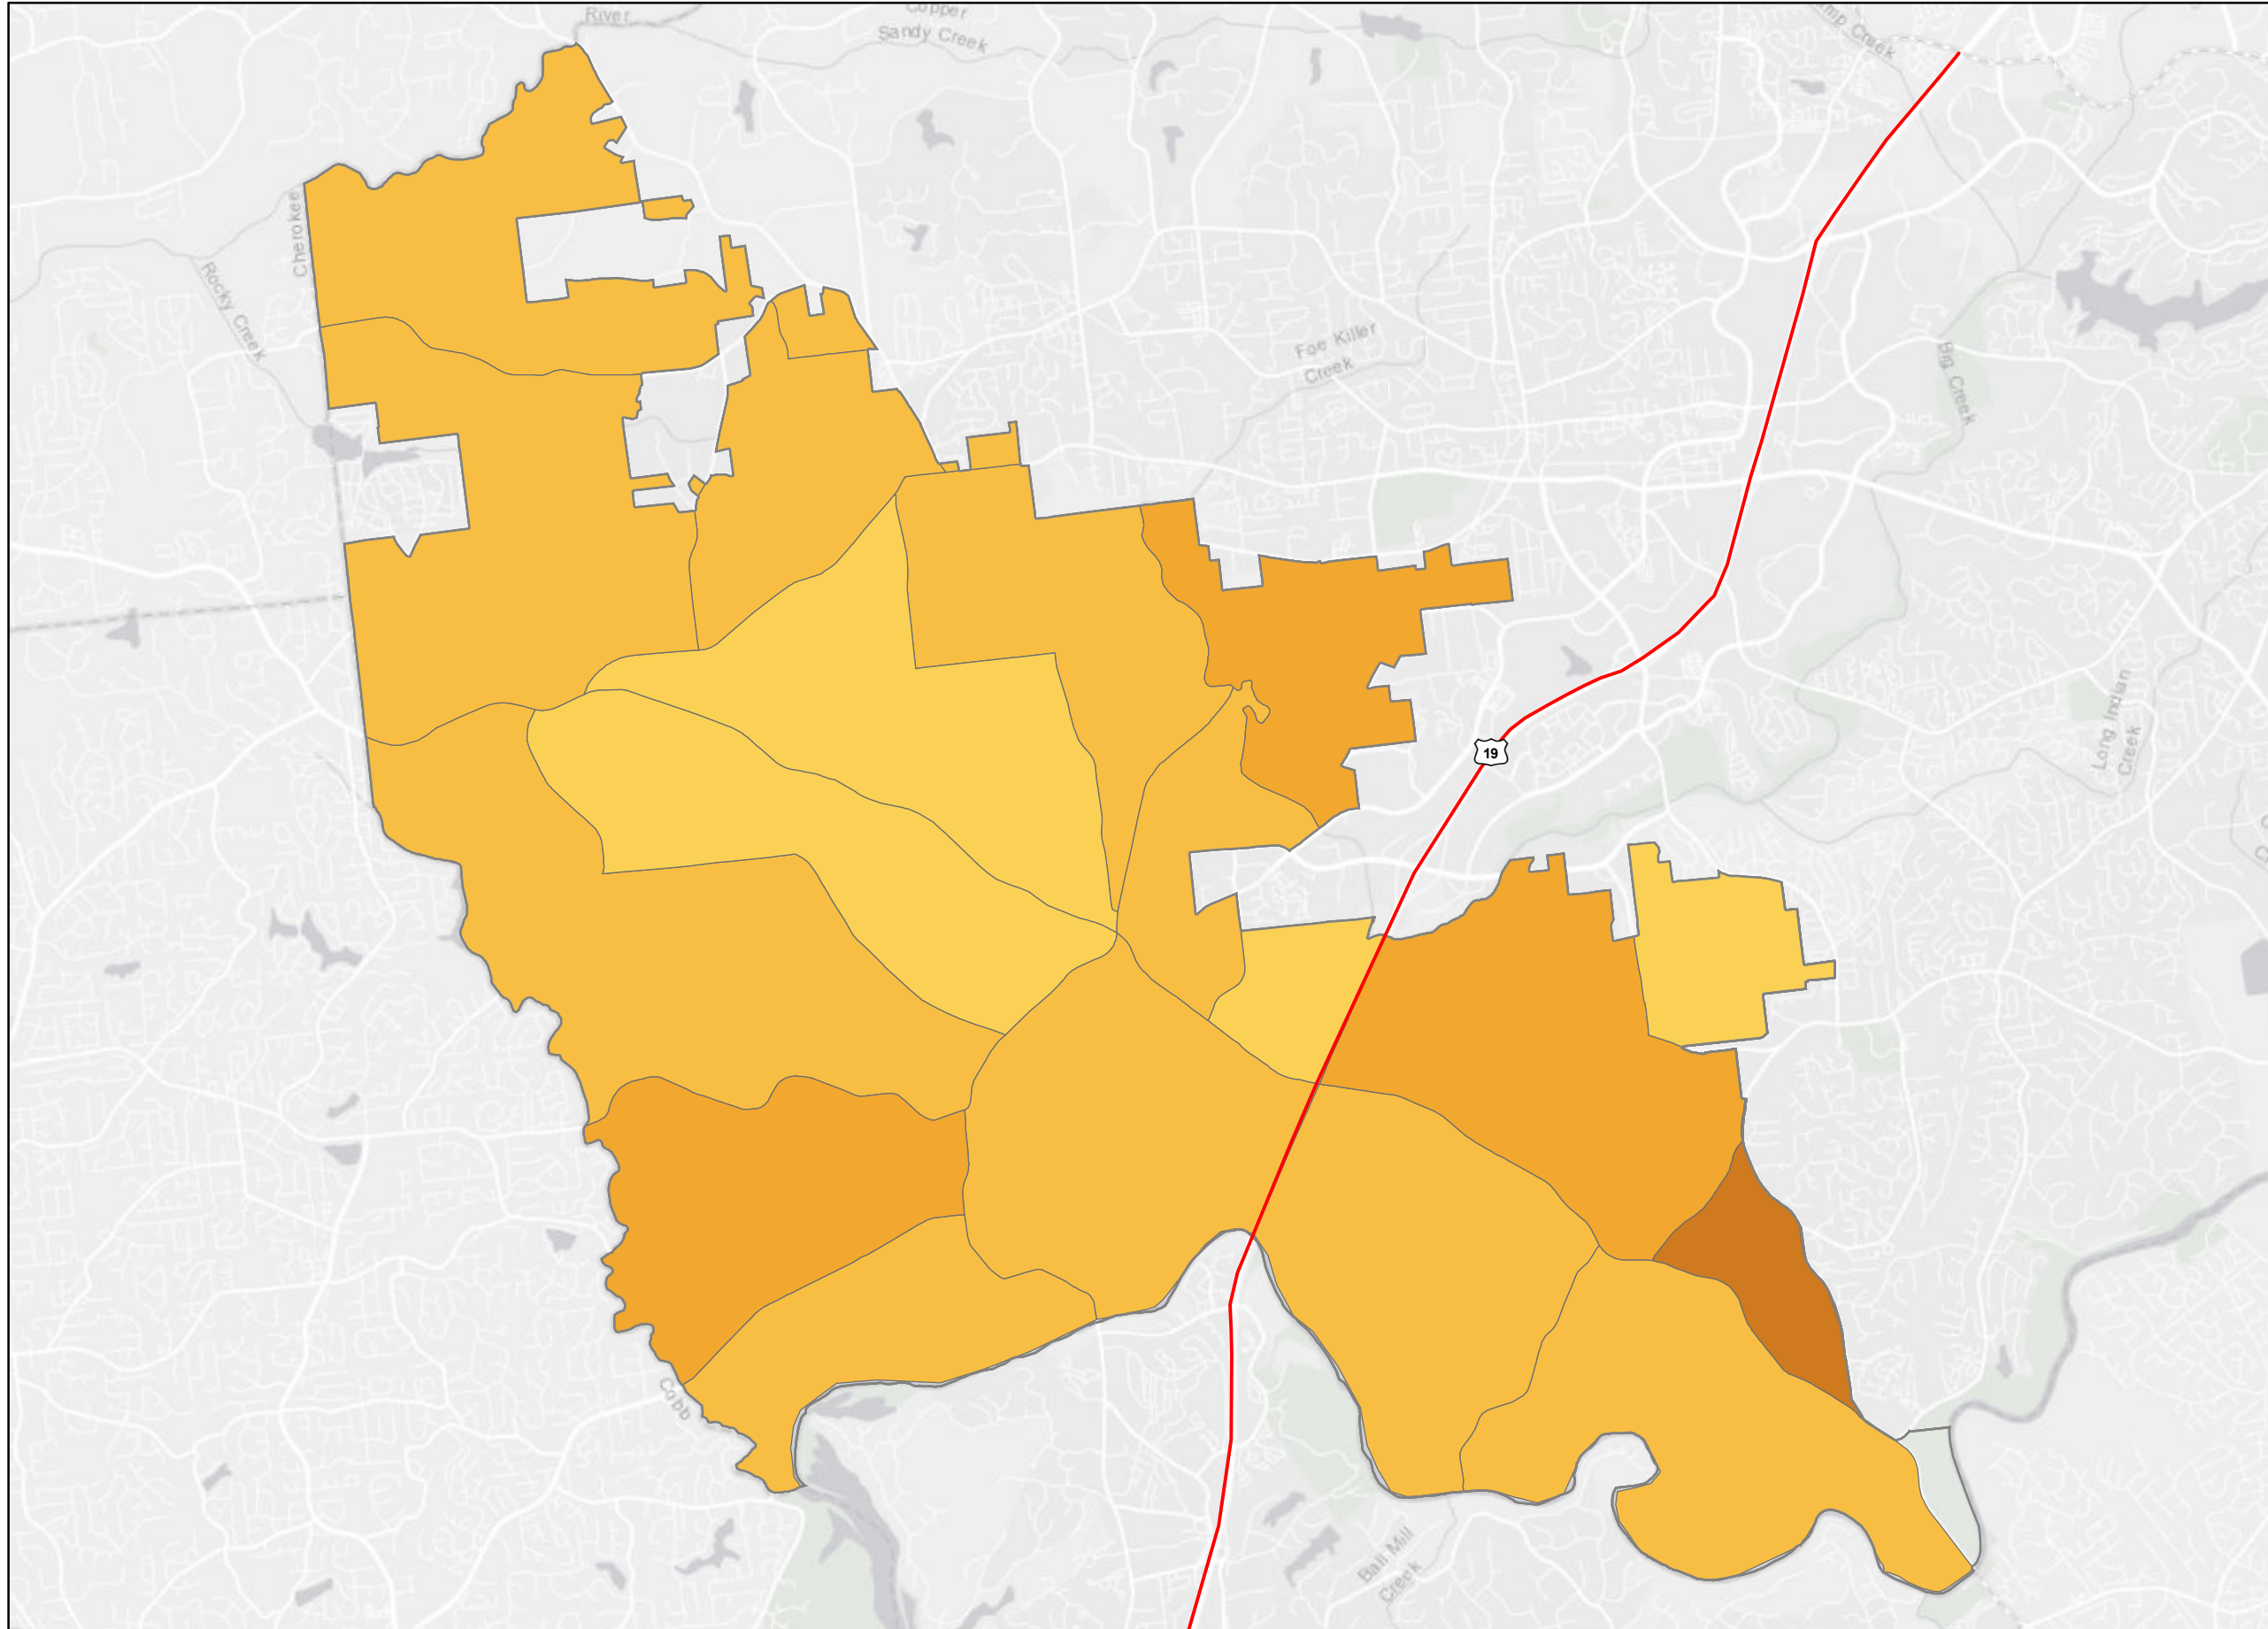 River
Copper
Sandy Creek
Creek
Cherokee
Rocky Creek
Foe Killer
Creek
Big Creek
Long Indian
Creek
19
Cobb
Ball Mill
Creek